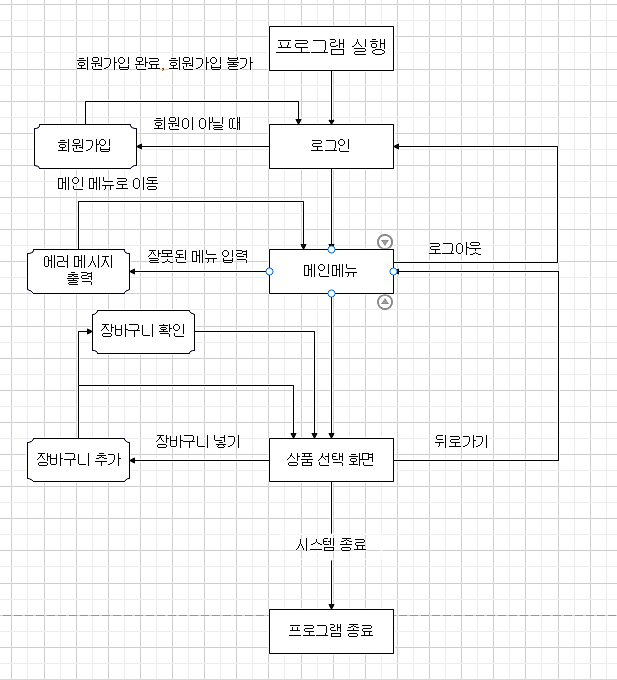 프로그램 실행
회원가입 완료, 회원가입 불가
회원이 아닐 때
회원가입
로그인
메인 메뉴로 이동
로그아웃
잘못된 메뉴 입력
에러 메시지
출력
메인메뉴
장바구니 확인
장바구니 넣기
뒤로가기
장바구니 추가
상품 선택 화면
시스템 종료
프로그램 종료